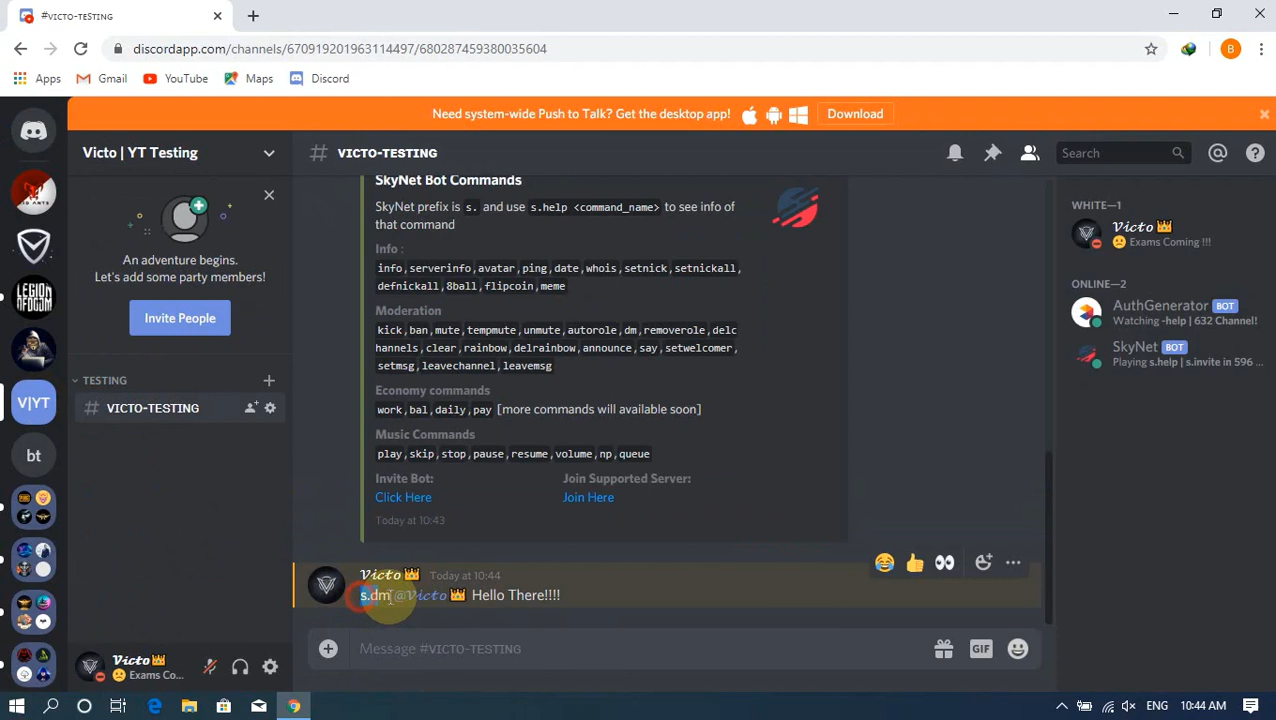 #VICTO-TESTING
discordapp.com/channels/670919201963114497/680287459380035604
B
Apps
Gmail
YouTube
Maps
Discord
Need system-wide Push to Talk? Get the desktop app!
Download
Victo | YT Testing
# VICTO-TESTING
Search
An adventure begins.
Let's add some party members!
Invite People
TESTING
# VICTO-TESTING
LEGION
OF DOOM
V|YT
bt
SkyNet Bot Commands
SkyNet prefix is s. and use s.help <command_name> to see info of
that command
Info :
info,serverinfo,avatar,ping,date,whois,setnick,setnickall,
defnickall,8ball,flipcoin,meme
Moderation
kick,ban,mute,tempmute,unmute,autorole,dm,removerole,delc
hannels,clear,rainbow,delrainbow,announce,say,setwelcomer,
setmsg,leavechannel,leavemsg
Economy commands
work,bal,daily,pay [more commands will available soon]
Music Commands
play,skip,stop,pause,resume,volume,np,queue
Invite Bot:
Join Supported Server:
Click Here
Join Here
Today at 10:43
𝓥𝓲𝓬𝓽𝓸👑 Today at 10:44
s.dm @𝓥𝓲𝓬𝓽𝓸 👑 Hello There!!!!
Message #VICTO-TESTING
GIF
WHITE—1
𝓥𝓲𝓬𝓽𝓸👑
Exams Coming !!!
ONLINE—2
AuthGenerator BOT
Watching -help | 632 Channel!
SkyNet BOT
Playing s.help | s.invite in 596 ...
𝓥𝓲𝓬𝓽𝓸👑
Exams Co...
ENG
10:44 AM